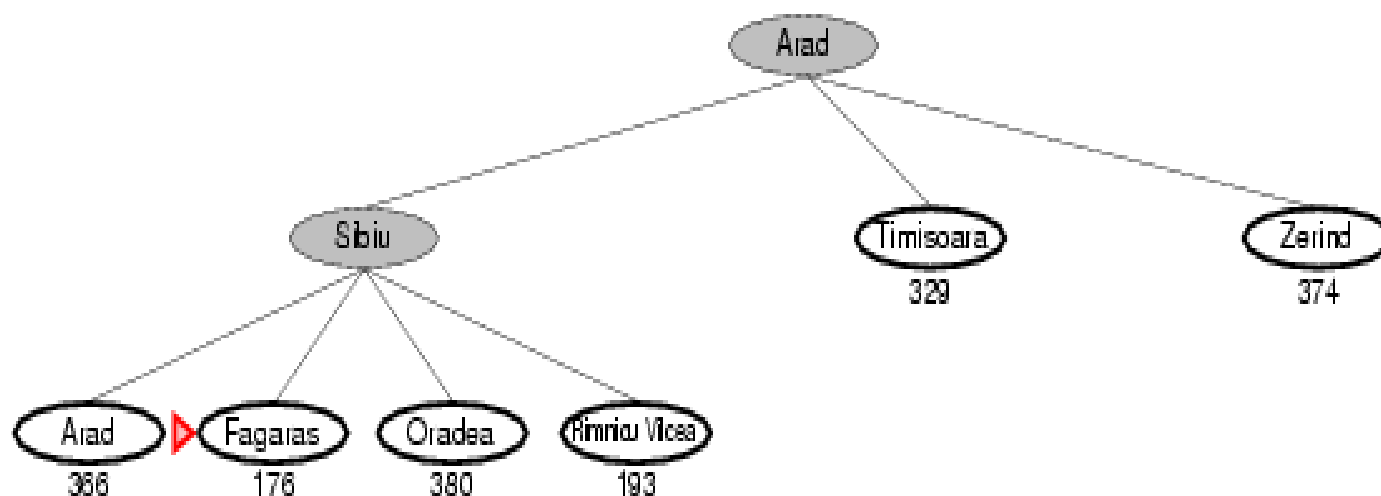 Arad
Sibiu
Timisoara
Zerind
329
374
Arad
Fagaras
Oradea
Rimnicu Vilcea
366
176
380
193